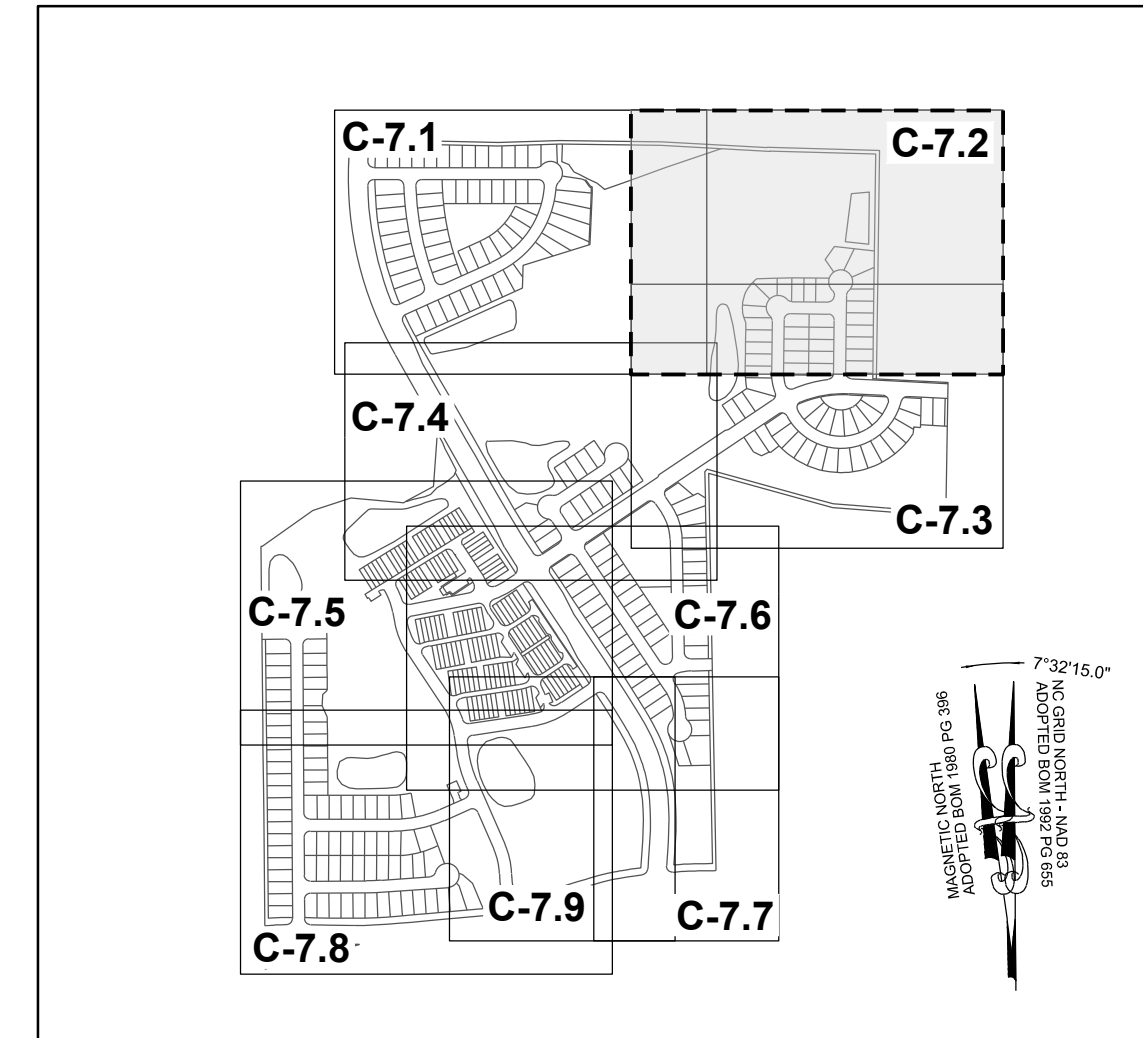 C-7.1
C-7.2
C-7.4
C-7.3
C-7.5
C-7.6
7°32'15.0"
MAGNETIC NORTH
ADOPTED BOM 1980 PG 396
NC GRID NORTH - NAD 83
ADOPTED BOM 1992 PG 655
C-7.9
C-7.7
C-7.8